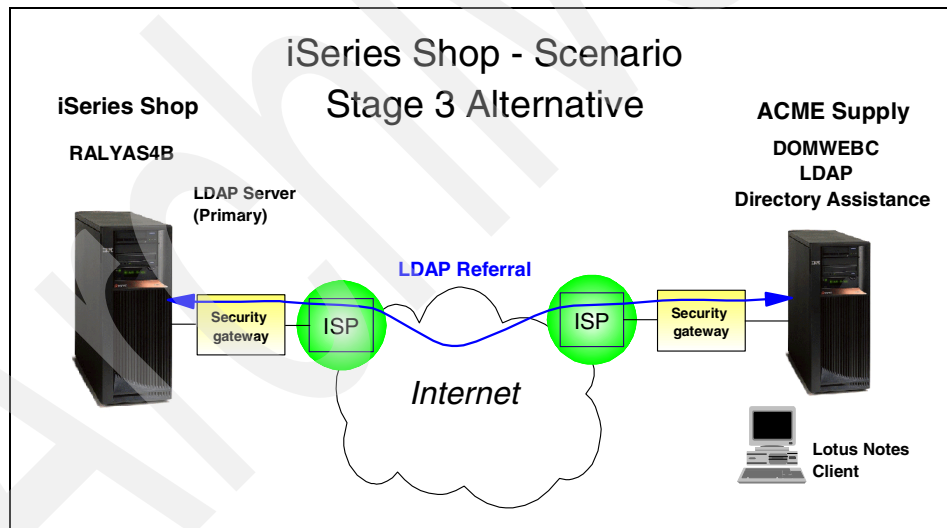 iSeries Shop - Scenario
Stage 3 Alternative
iSeries Shop
RALYAS4B
LDAP Server
(Primary)
ACME Supply
DOMWEBC
LDAP
Directory Assistance
LDAP Referral
Security
gateway
ISP
Internet
ISP
Security
gateway
Lotus Notes
Client